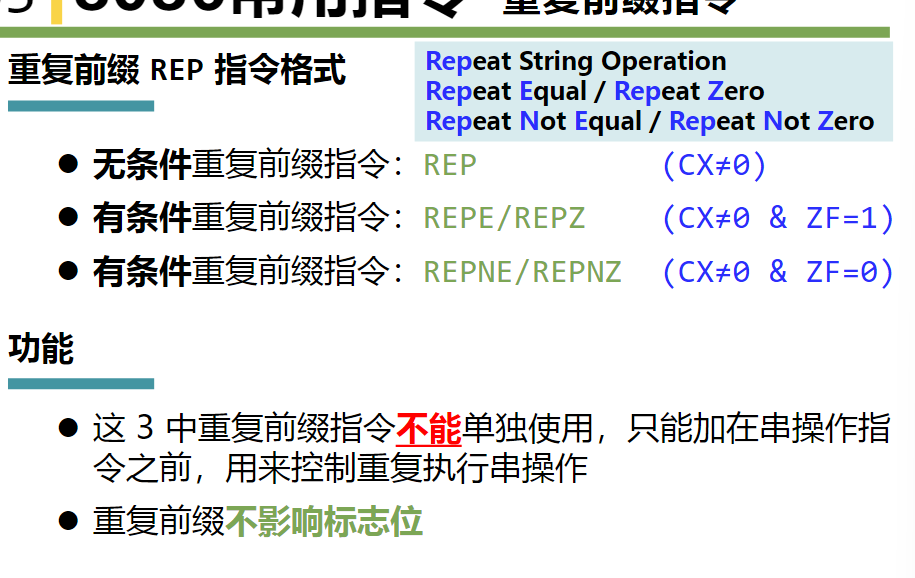 8086常用指令 重复前缀指令
重复前缀 REP 指令格式
Repeat String Operation
Repeat Equal / Repeat Zero
Repeat Not Equal / Repeat Not Zero
● 无条件重复前缀指令：REP (CX≠0)
● 有条件重复前缀指令：REPE/REPZ (CX≠0 & ZF=1)
● 有条件重复前缀指令：REPNE/REPNZ (CX≠0 & ZF=0)
功能
● 这 3 中重复前缀指令不能单独使用，只能加在串操作指
令之前，用来控制重复执行串操作
● 重复前缀不影响标志位